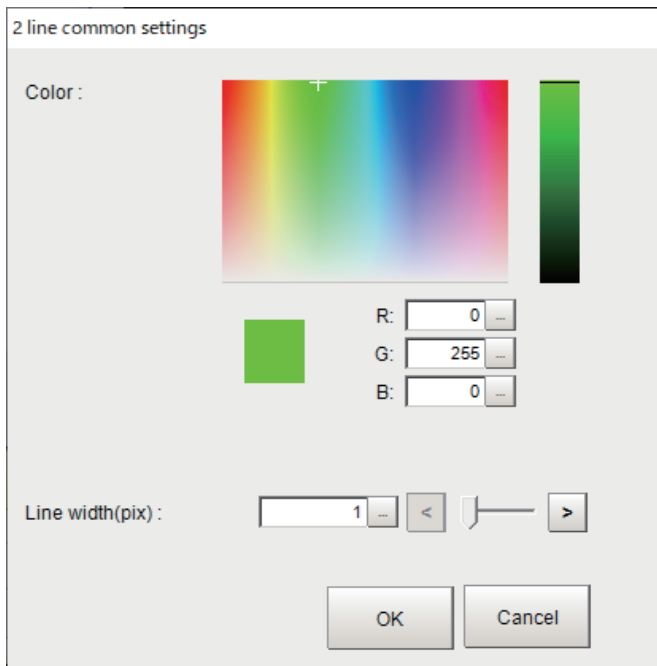 2 line common settings
Color :
R: 0 ...
G: 255 ...
B: 0 ...
Line width(pix) : 1 ... < >
OK Cancel